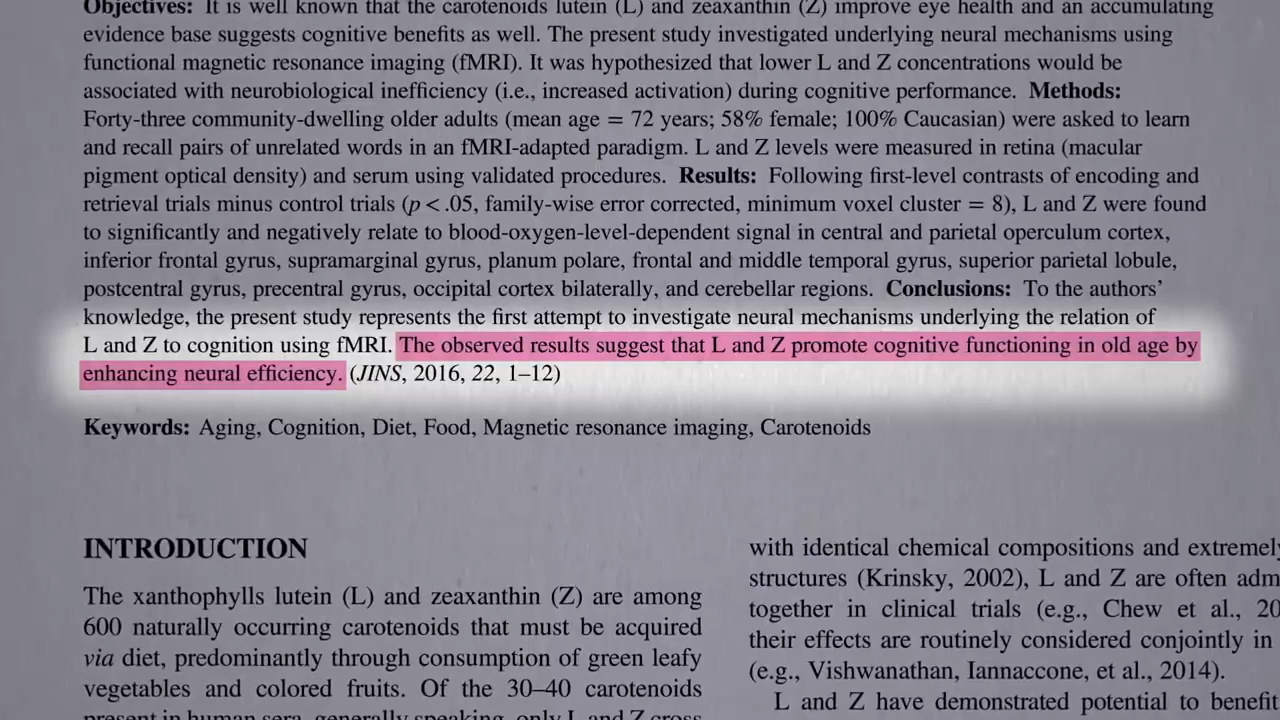 Objectives: It is well known that the carotenoids lutein (L) and zeaxanthin (Z) improve eye health and an accumulating
evidence base suggests cognitive benefits as well. The present study investigated underlying neural mechanisms using
functional magnetic resonance imaging (fMRI). It was hypothesized that lower L and Z concentrations would be
associated with neurobiological inefficiency (i.e., increased activation) during cognitive performance. Methods:
Forty-three community-dwelling older adults (mean age = 72 years; 58% female; 100% Caucasian) were asked to learn
and recall pairs of unrelated words in an fMRI-adapted paradigm. L and Z levels were measured in retina (macular
pigment optical density) and serum using validated procedures. Results: Following first-level contrasts of encoding and
retrieval trials minus control trials (p < .05, family-wise error corrected, minimum voxel cluster = 8), L and Z were found
to significantly and negatively relate to blood-oxygen-level-dependent signal in central and parietal operculum cortex,
inferior frontal gyrus, supramarginal gyrus, planum polare, frontal and middle temporal gyrus, superior parietal lobule,
postcentral gyrus, precentral gyrus, occipital cortex bilaterally, and cerebellar regions. Conclusions: To the authors’
knowledge, the present study represents the first attempt to investigate neural mechanisms underlying the relation of
L and Z to cognition using fMRI. The observed results suggest that L and Z promote cognitive functioning in old age by
enhancing neural efficiency. (JINS, 2016, 22, 1–12)
Keywords: Aging, Cognition, Diet, Food, Magnetic resonance imaging, Carotenoids
INTRODUCTION
The xanthophylls lutein (L) and zeaxanthin (Z) are among
600 naturally occurring carotenoids that must be acquired
via diet, predominantly through consumption of green leafy
vegetables and colored fruits. Of the 30–40 carotenoids
present in human sera, generally speaking, only L and Z cross
with identical chemical compositions and extremely
structures (Krinsky, 2002), L and Z are often adm
together in clinical trials (e.g., Chew et al., 20
their effects are routinely considered conjointly in
(e.g., Vishwanathan, Iannaccone, et al., 2014).
L and Z have demonstrated potential to benefit